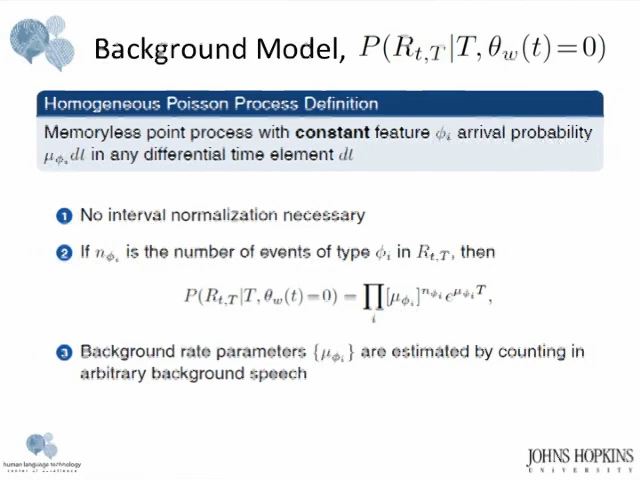 Background Model, P(R_{t,T}|T, θ_w(t)=0)
Homogeneous Poisson Process Definition
Memoryless point process with constant feature ϕ_i arrival probability
μ_{ϕ_i}dt in any differential time element dt
1 No interval normalization necessary
2 If n_{ϕ_i} is the number of events of type ϕ_i in R_{t,T}, then
P(R_{t,T}|T, θ_w(t)=0) = ∏_i [μ_{ϕ_i}]^{n_{ϕ_i}} e^{μ_{ϕ_i}T},
3 Background rate parameters {μ_{ϕ_i}} are estimated by counting in
arbitrary background speech
human language technology
center of excellence
JOHNS HOPKINS
UNIVERSITY